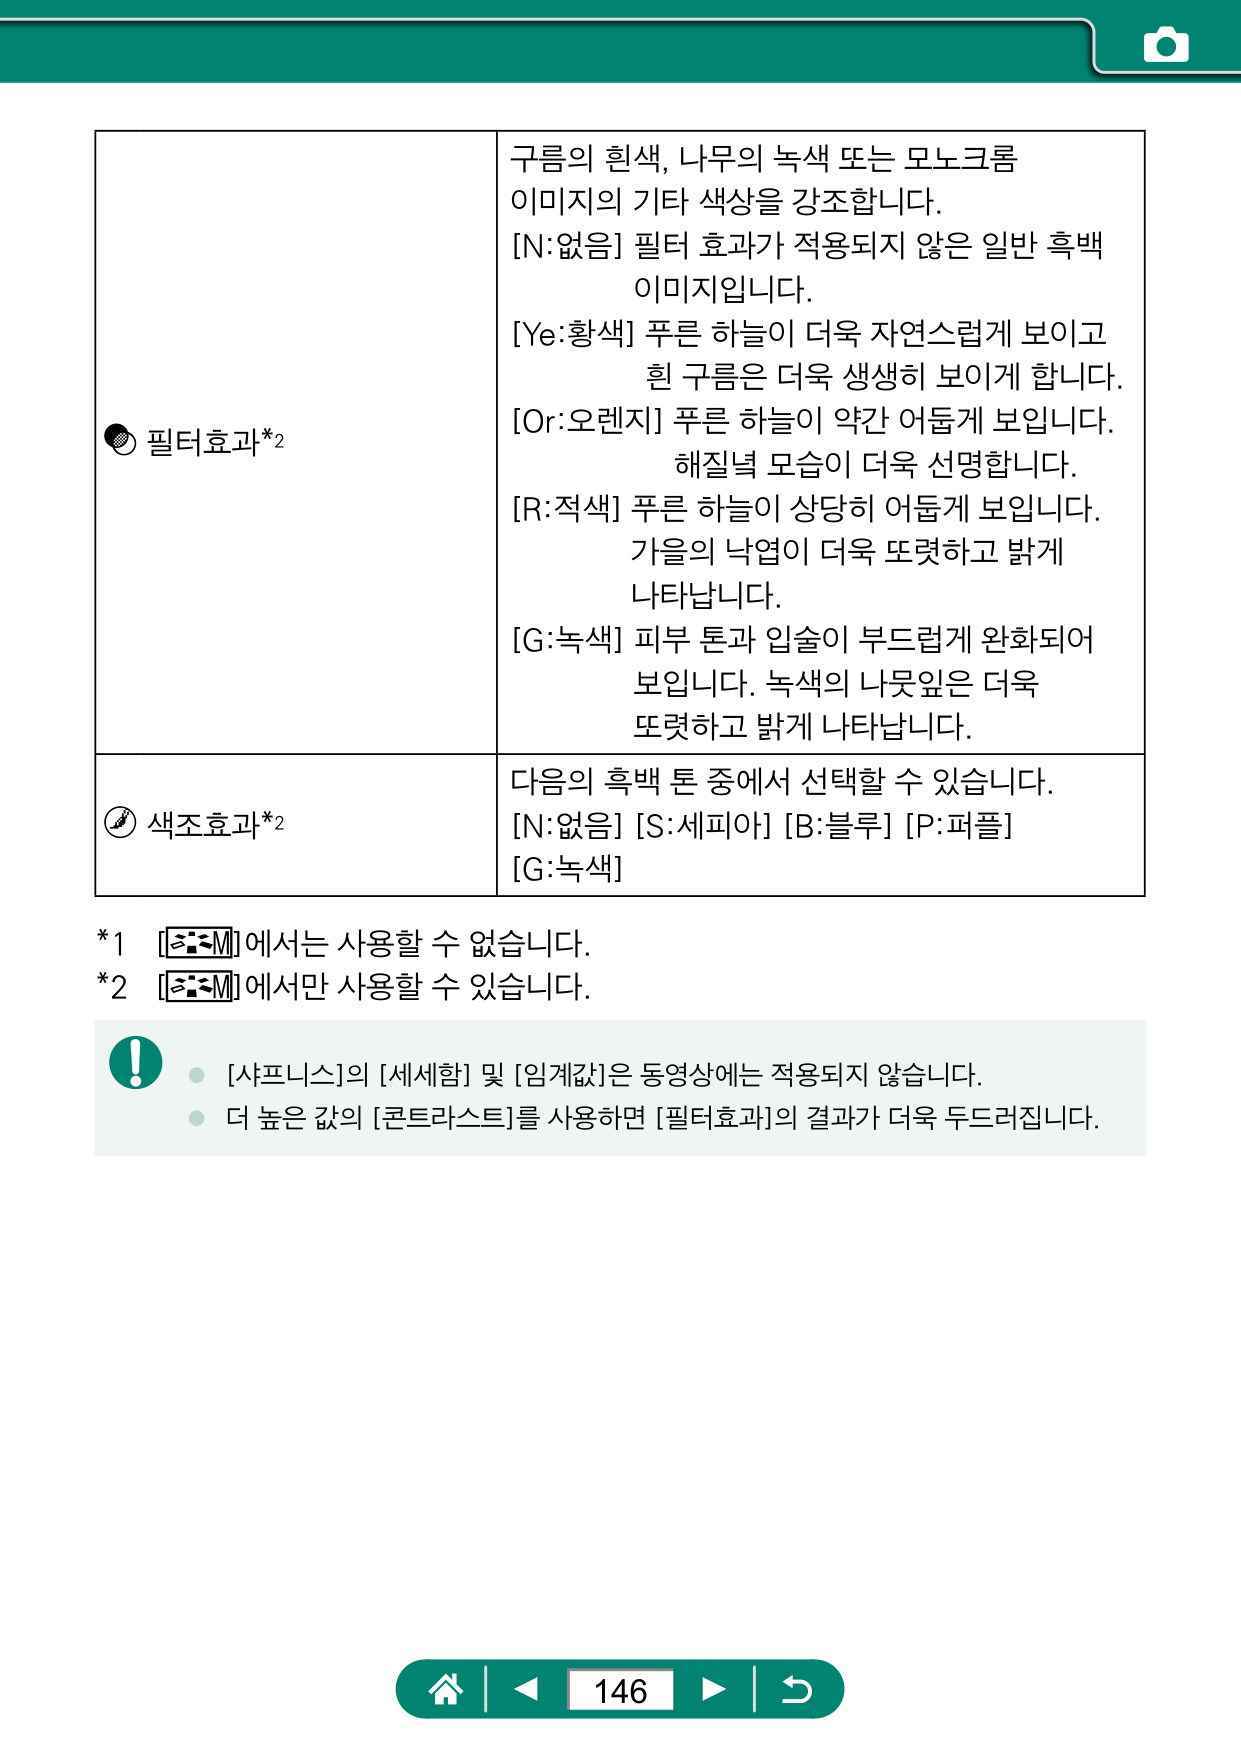 구름의 흰색, 나무의 녹색 또는 모노크롬
이미지의 기타 색상을 강조합니다.
[N:없음] 필터 효과가 적용되지 않은 일반 흑백
이미지입니다.
[Ye:황색] 푸른 하늘이 더욱 자연스럽게 보이고
흰 구름은 더욱 생생히 보이게 합니다.
필터효과*2
[Or:오렌지] 푸른 하늘이 약간 어둡게 보입니다.
해질녘 모습이 더욱 선명합니다.
[R:적색] 푸른 하늘이 상당히 어둡게 보입니다.
가을의 낙엽이 더욱 또렷하고 밝게
나타납니다.
[G:녹색] 피부 톤과 입술이 부드럽게 완화되어
보입니다. 녹색의 나뭇잎은 더욱
또렷하고 밝게 나타납니다.
색조효과*2
다음의 흑백 톤 중에서 선택할 수 있습니다.
[N:없음] [S:세피아] [B:블루] [P:퍼플]
[G:녹색]
*1 [M]에서는 사용할 수 없습니다.
*2 [M]에서만 사용할 수 있습니다.
[샤프니스]의 [세세함] 및 [임계값]은 동영상에는 적용되지 않습니다.
더 높은 값의 [콘트라스트]를 사용하면 [필터효과]의 결과가 더욱 두드러집니다.
146